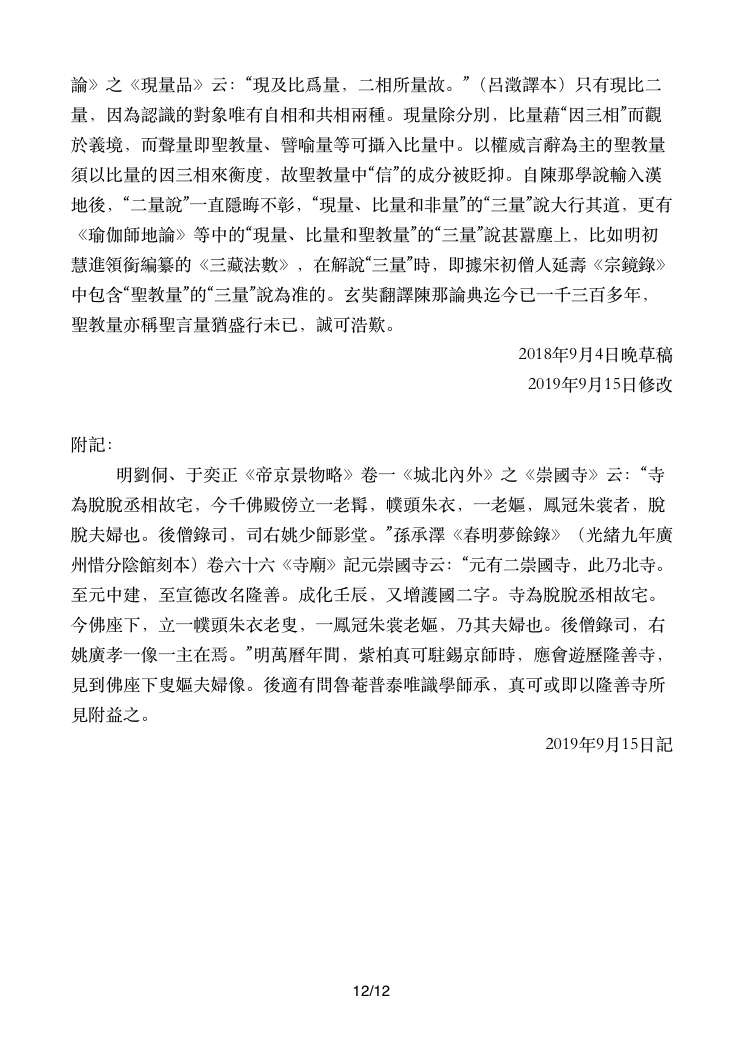 論》之《現量品》云：“現及比爲量，二相所量故。”（呂澂譯本）只有現比二
量，因為認識的對象唯有自相和共相兩種。現量除分別，比量藉“因三相”而觀
於義境，而聲量即聖教量、譬喻量等可攝入比量中。以權威言辭為主的聖教量
須以比量的因三相來衡度，故聖教量中“信”的成分被貶抑。自陳那學說輸入漢
地後，“二量說”一直隱晦不彰，“現量、比量和非量”的“三量”說大行其道，更有
《瑜伽師地論》等中的“現量、比量和聖教量”的“三量”說甚囂塵上，比如明初
慧進領銜編纂的《三藏法數》，在解說“三量”時，即據宋初僧人延壽《宗鏡錄》
中包含“聖教量”的“三量”說為准的。玄奘翻譯陳那論典迄今已一千三百多年，
聖教量亦稱聖言量猶盛行未已，誠可浩歎。
2018年9月4日晚草稿
2019年9月15日修改
附記：
明劉侗、于奕正《帝京景物略》卷一《城北內外》之《崇國寺》云：“寺
為脫脫丞相故宅，今千佛殿傍立一老髯，幞頭朱衣，一老嫗，鳳冠朱裳者，脫
脫夫婦也。後僧錄司，司右姚少師影堂。”孫承澤《春明夢餘錄》（光緒九年廣
州惜分陰館刻本）卷六十六《寺廟》記元崇國寺云：“元有二崇國寺，此乃北寺。
至元中建，至宣德改名隆善。成化壬辰，又增護國二字。寺為脫脫丞相故宅。
今佛座下，立一幞頭朱衣老叟，一鳳冠朱裳老嫗，乃其夫婦也。後僧錄司，右
姚廣孝一像一主在焉。”明萬曆年間，紫柏真可駐錫京師時，應會遊歷隆善寺，
見到佛座下叟嫗夫婦像。後適有問魯菴普泰唯識學師承，真可或即以隆善寺所
見附益之。
2019年9月15日記
12/12